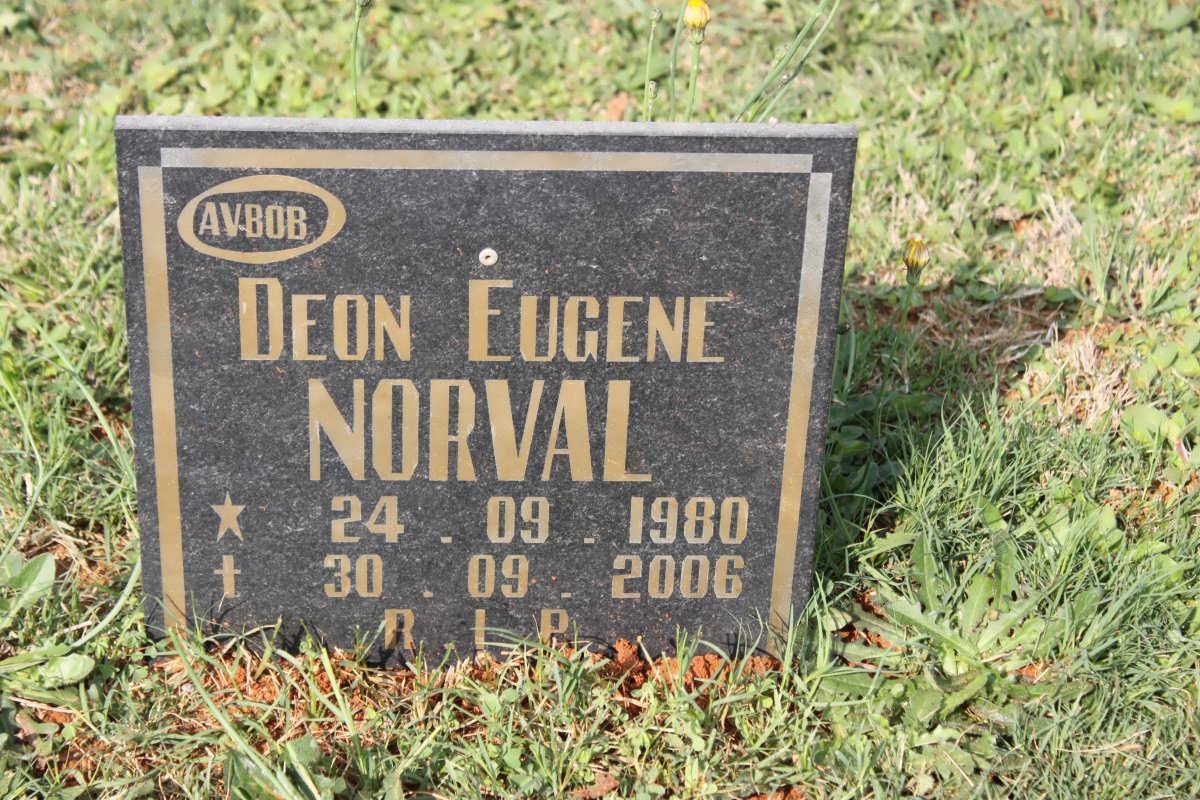 AVBOB
DEON EUGENE
NORVAL
★ 24 . 09 . 1980
✝ 30 . 09 . 2006
R I P